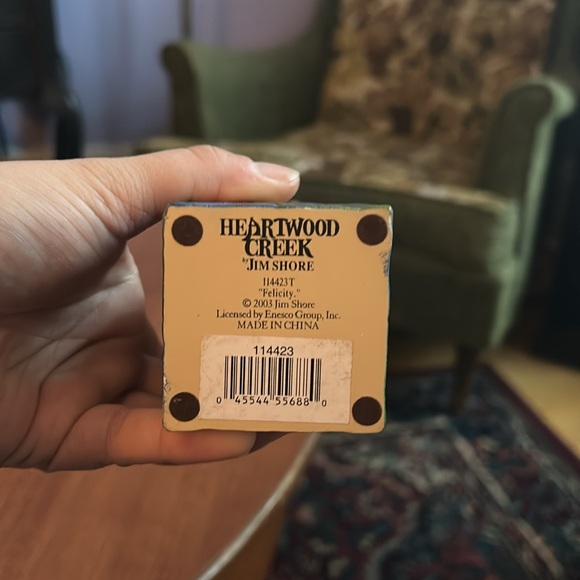 HEARTWOOD
CREEK
by JIM SHORE
114423T
"Felicity."
© 2003 Jim Shore
Licensed by Enesco Group, Inc.
MADE IN CHINA
114423
0 45544 55688 0